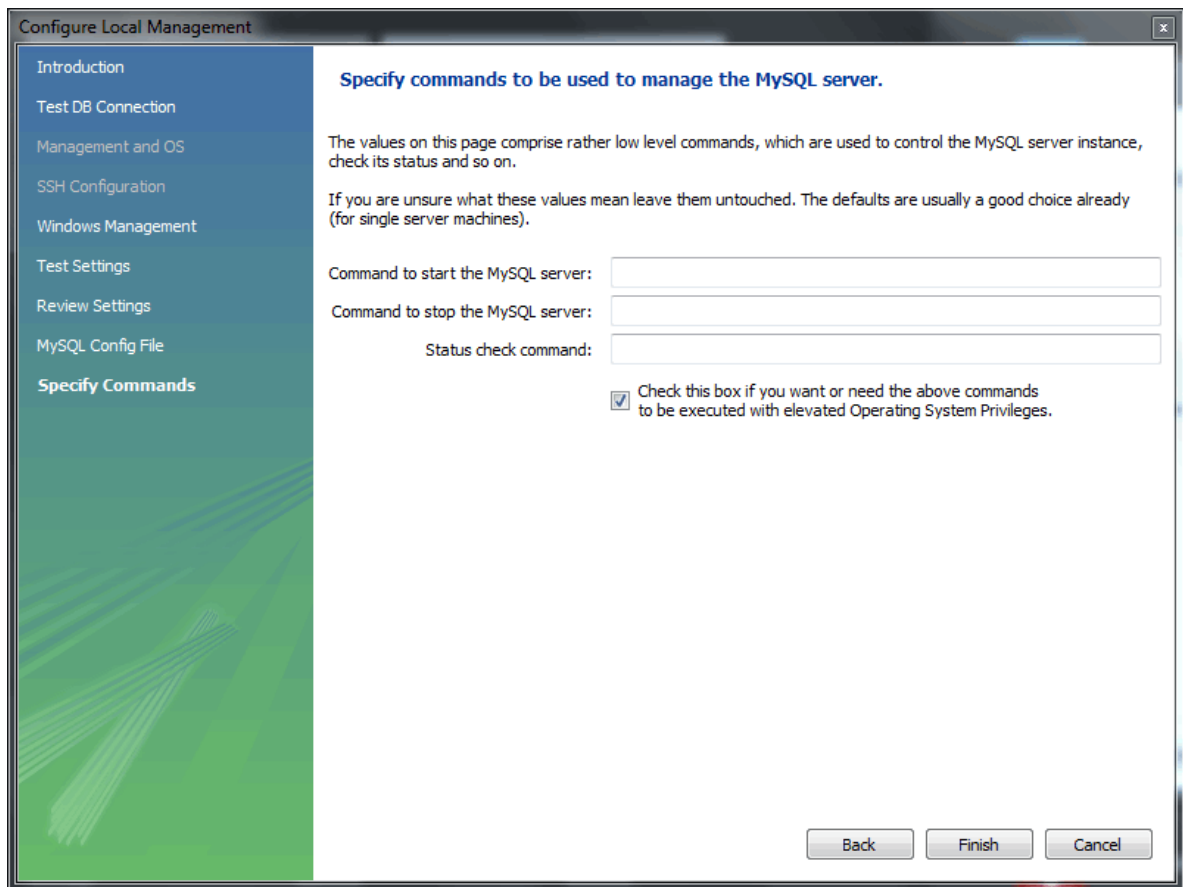 Configure Local Management
x
Introduction
Test DB Connection
Management and OS
SSH Configuration
Windows Management
Test Settings
Review Settings
MySQL Config File
Specify Commands
Specify commands to be used to manage the MySQL server.
The values on this page comprise rather low level commands, which are used to control the MySQL server instance,
check its status and so on.
If you are unsure what these values mean leave them untouched. The defaults are usually a good choice already
(for single server machines).
Command to start the MySQL server:
Command to stop the MySQL server:
Status check command:
Check this box if you want or need the above commands
to be executed with elevated Operating System Privileges.
Back Finish Cancel